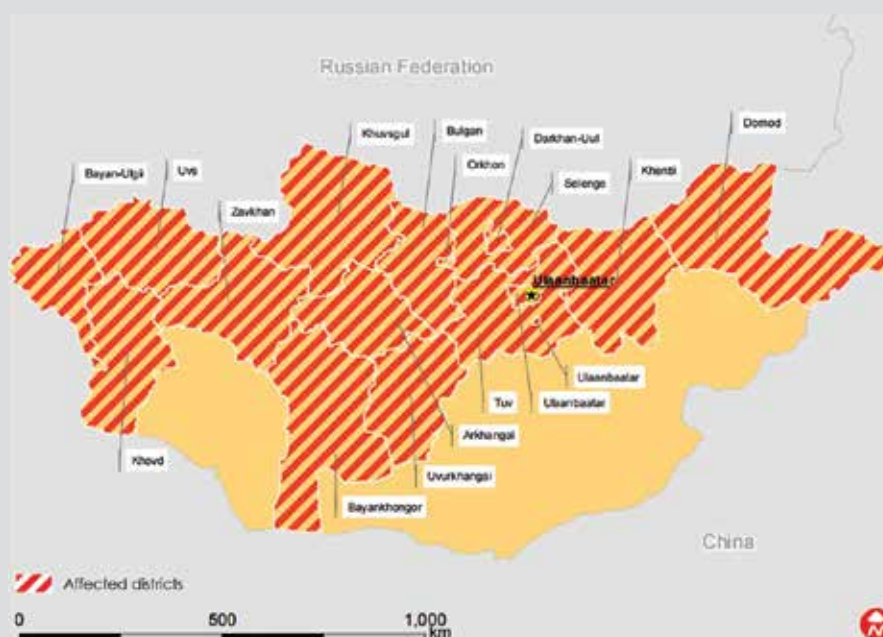 Russian Federation
Khuvsgul
Bulgan
Darkhan-Uul
Domod
Orkhon
Bayan-Ulgii
Uvs
Selenge
Khentii
Zavkhan
Ulaanbaatar
Ulaanbaatar
Tuv
Ulaanbaatar
Arkhangai
Khovd
Uvurkhangai
Bayankhongor
China
Affected districts
0 500 1,000
km
N